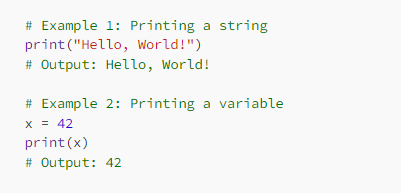 # Example 1: Printing a string
print("Hello, World!")
# Output: Hello, World!
# Example 2: Printing a variable
x = 42
print(x)
# Output: 42